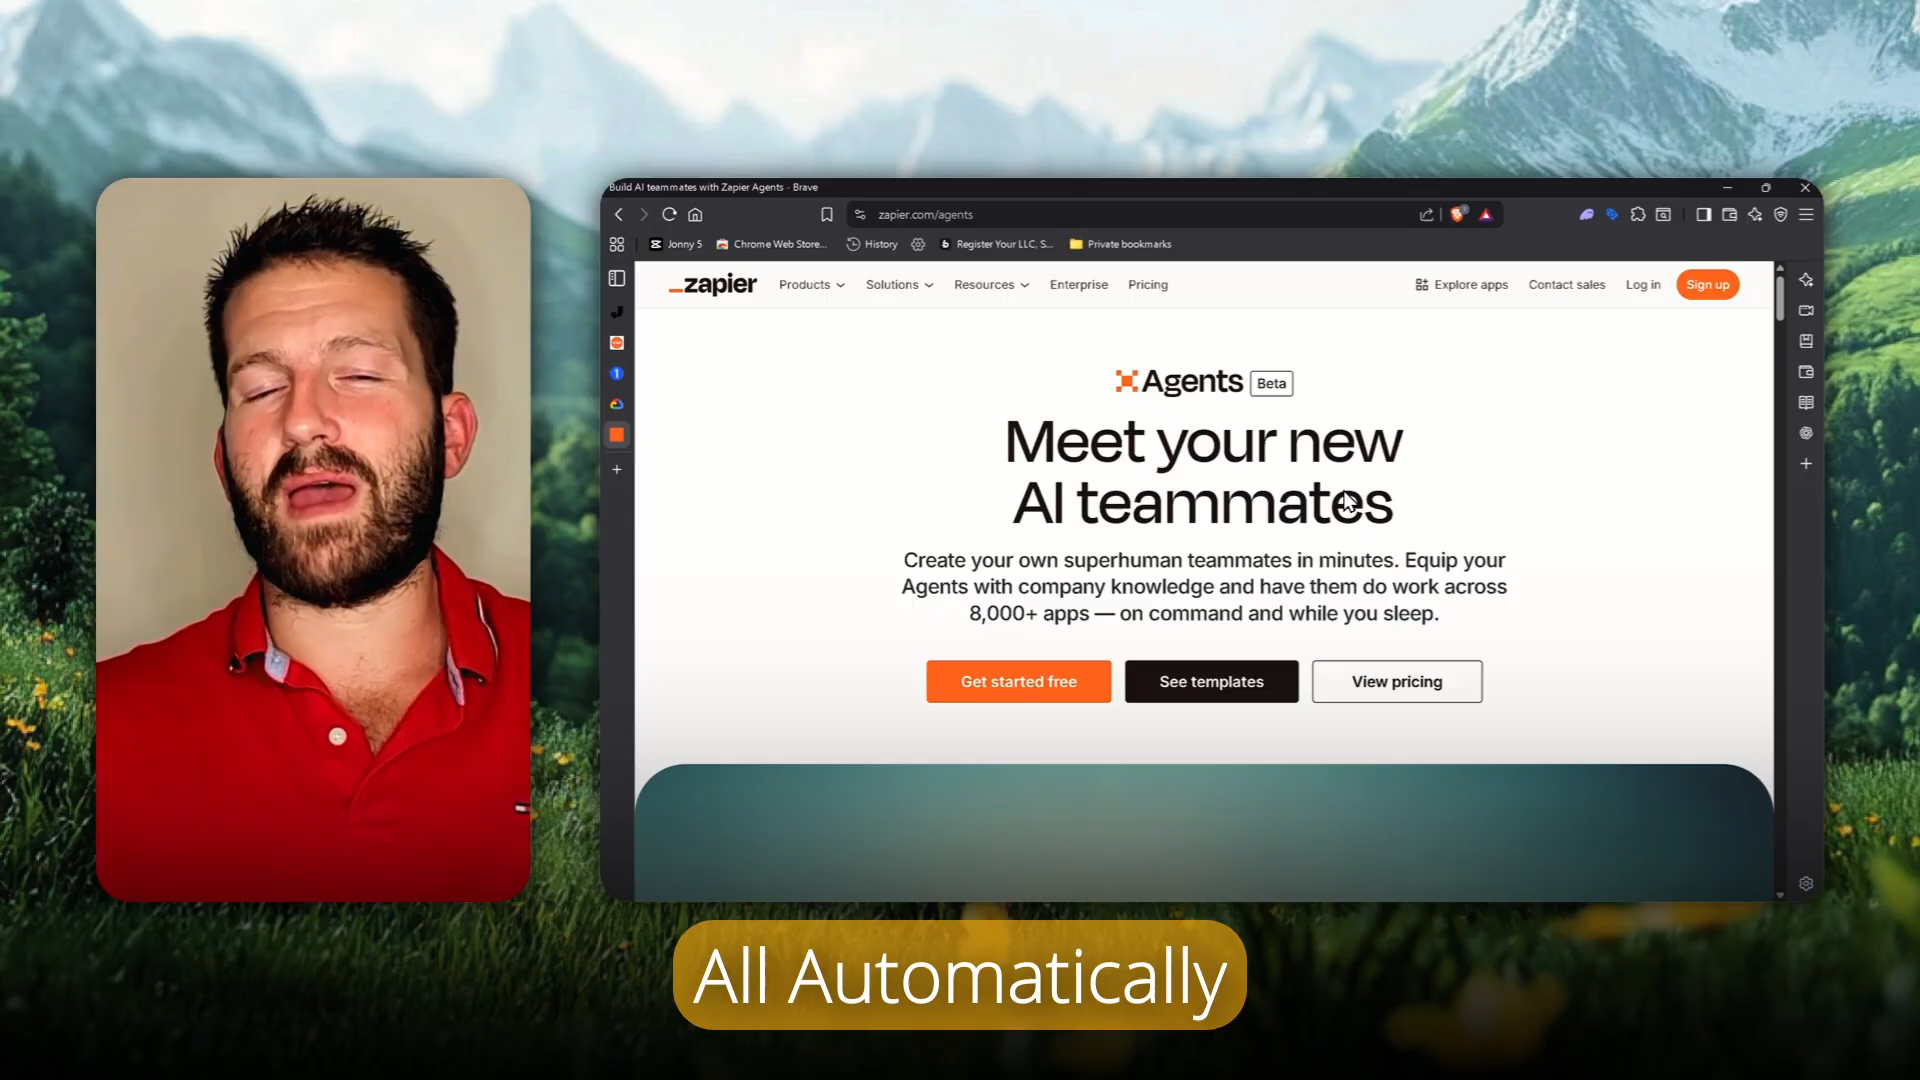 Build AI teammates with Zapier Agents - Brave
zapier.com/agents
Jonny 5
Chrome Web Store...
History
Register Your LLC, S...
Private bookmarks
zapier
Products
Solutions
Resources
Enterprise
Pricing
Explore apps
Contact sales
Log in
Sign up
Agents Beta
Meet your new
AI teammates
Create your own superhuman teammates in minutes. Equip your
Agents with company knowledge and have them do work across
8,000+ apps — on command and while you sleep.
Get started free
See templates
View pricing
All Automatically